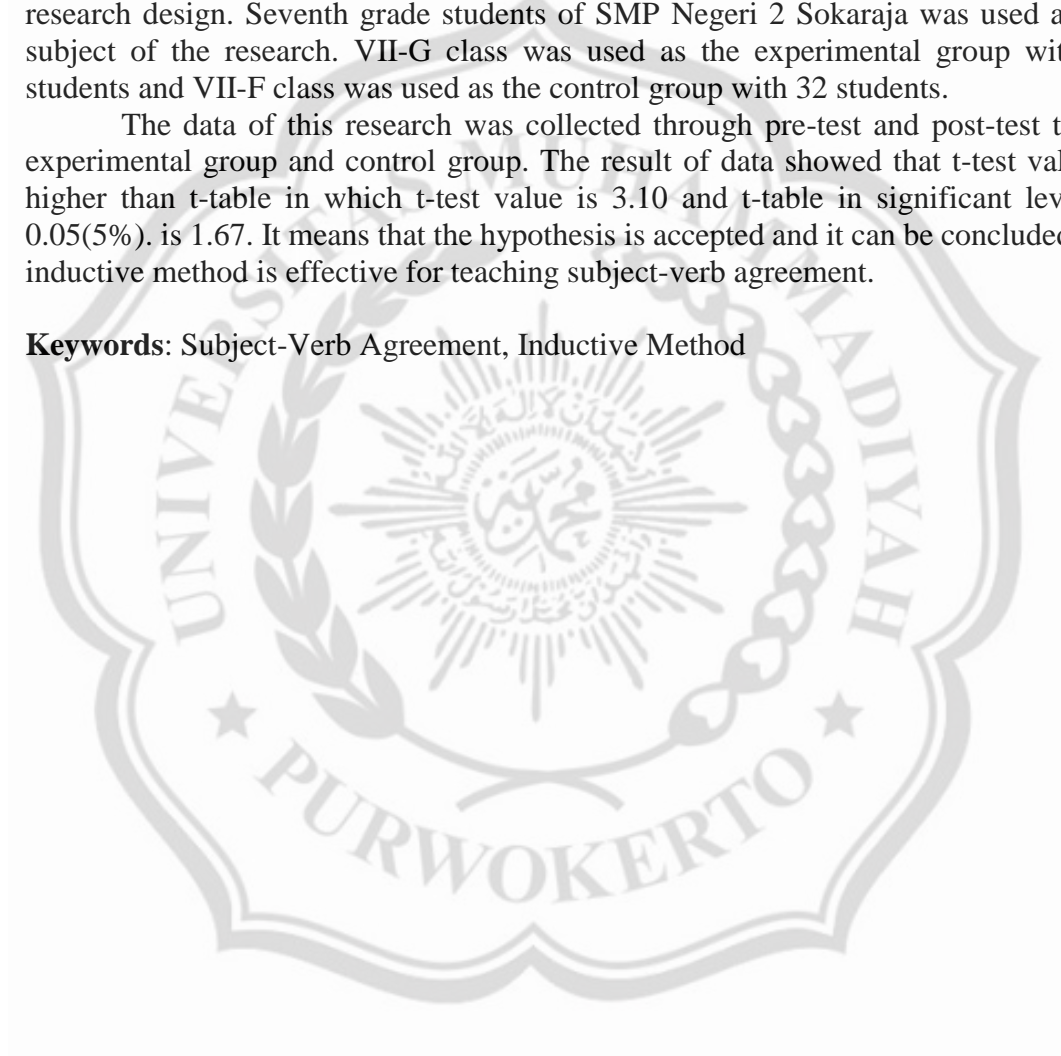 research design. Seventh grade students of SMP Negeri 2 Sokaraja was used a
subject of the research. VII-G class was used as the experimental group wit
students and VII-F class was used as the control group with 32 students.
The data of this research was collected through pre-test and post-test t
experimental group and control group. The result of data showed that t-test val
higher than t-table in which t-test value is 3.10 and t-table in significant lev
0.05(5%). is 1.67. It means that the hypothesis is accepted and it can be concluded
inductive method is effective for teaching subject-verb agreement.
Keywords: Subject-Verb Agreement, Inductive Method
UNIVERSITAS MUHAMMADIYAH
PURWOKERTO